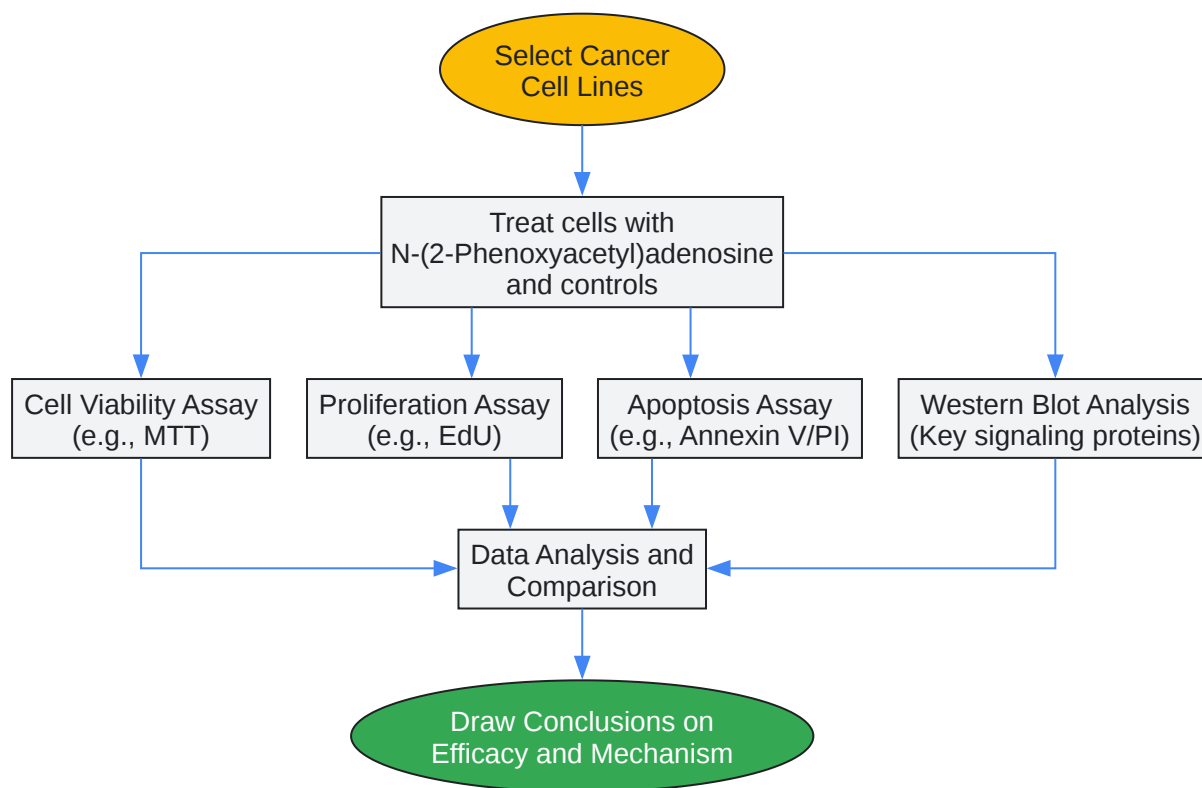 Select Cancer
Cell Lines
Treat cells with
N-(2-Phenoxyacetyl)adenosine
and controls
Cell Viability Assay
(e.g., MTT)
Proliferation Assay
(e.g., EdU)
Apoptosis Assay
(e.g., Annexin V/PI)
Western Blot Analysis
(Key signaling proteins)
Data Analysis and
Comparison
Draw Conclusions on
Efficacy and Mechanism